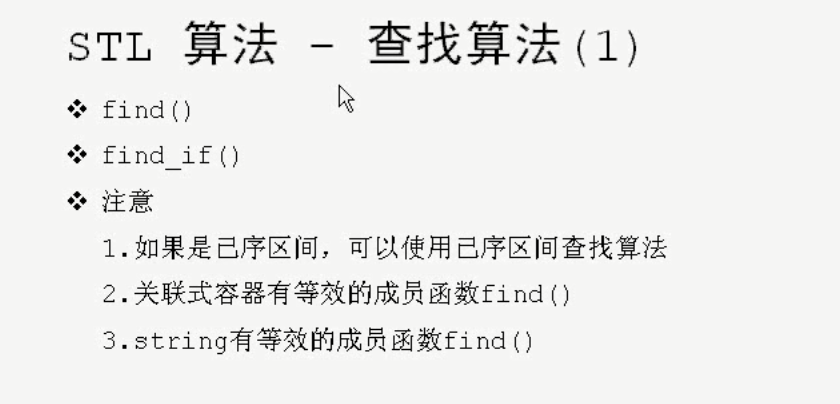 STL 算法 - 查找算法(1)
find()
find_if()
注意
1.如果是已序区间，可以使用已序区间查找算法
2.关联式容器有等效的成员函数find()
3.string有等效的成员函数find()